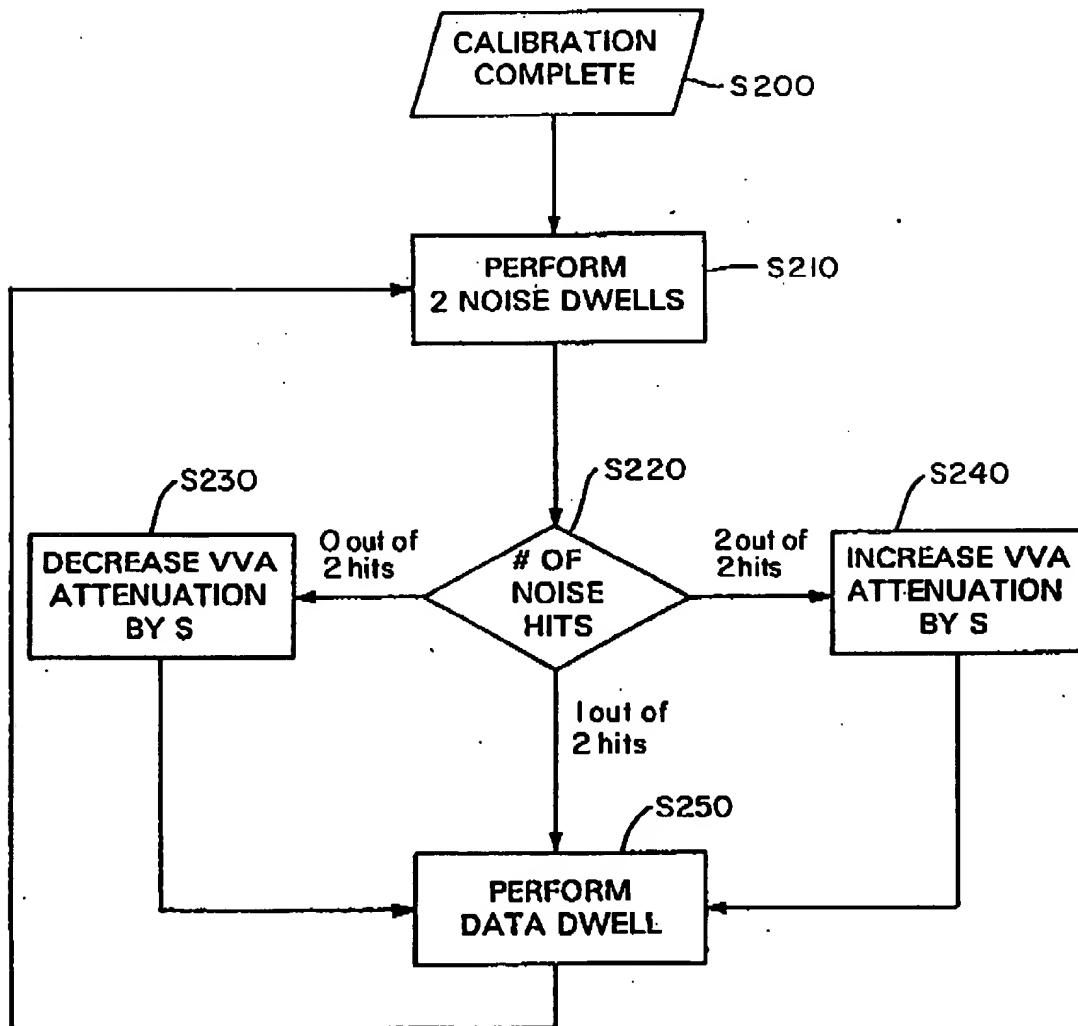 CALIBRATION
COMPLETE
S200
PERFORM
2 NOISE DWELLS
S210
S220
S230
S240
DECREASE VVA
ATTENUATION
BY S
0 out of
2 hits
# OF
NOISE
HITS
2 out of
2hits
INCREASE VVA
ATTENUATION
BY S
1 out of
2 hits
S250
PERFORM
DATA DWELL